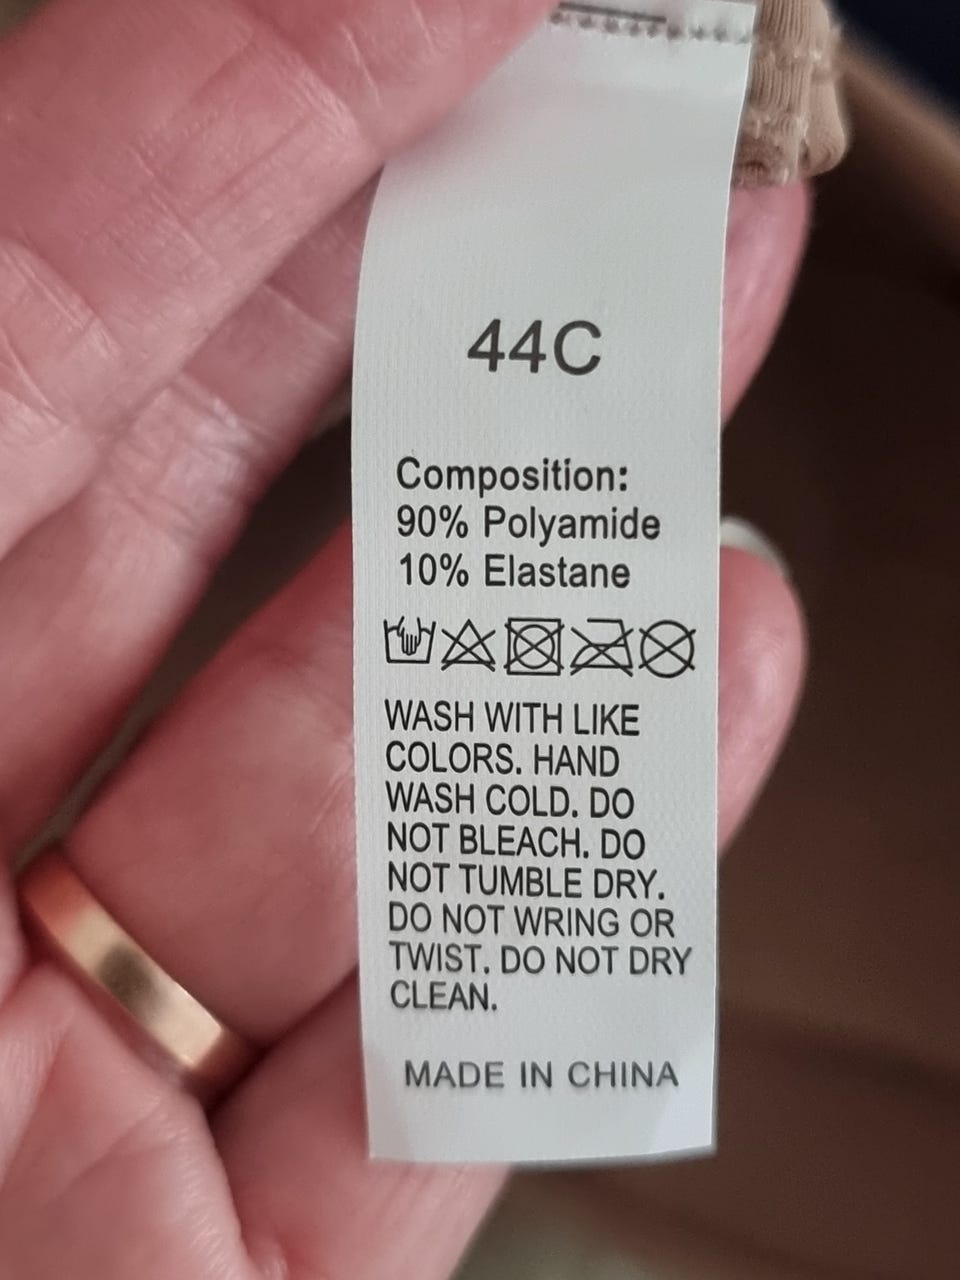 44C
Composition:
90% Polyamide
10% Elastane
WASH WITH LIKE
COLORS. HAND
WASH COLD. DO
NOT BLEACH. DO
NOT TUMBLE DRY.
DO NOT WRING OR
TWIST. DO NOT DRY
CLEAN.
MADE IN CHINA